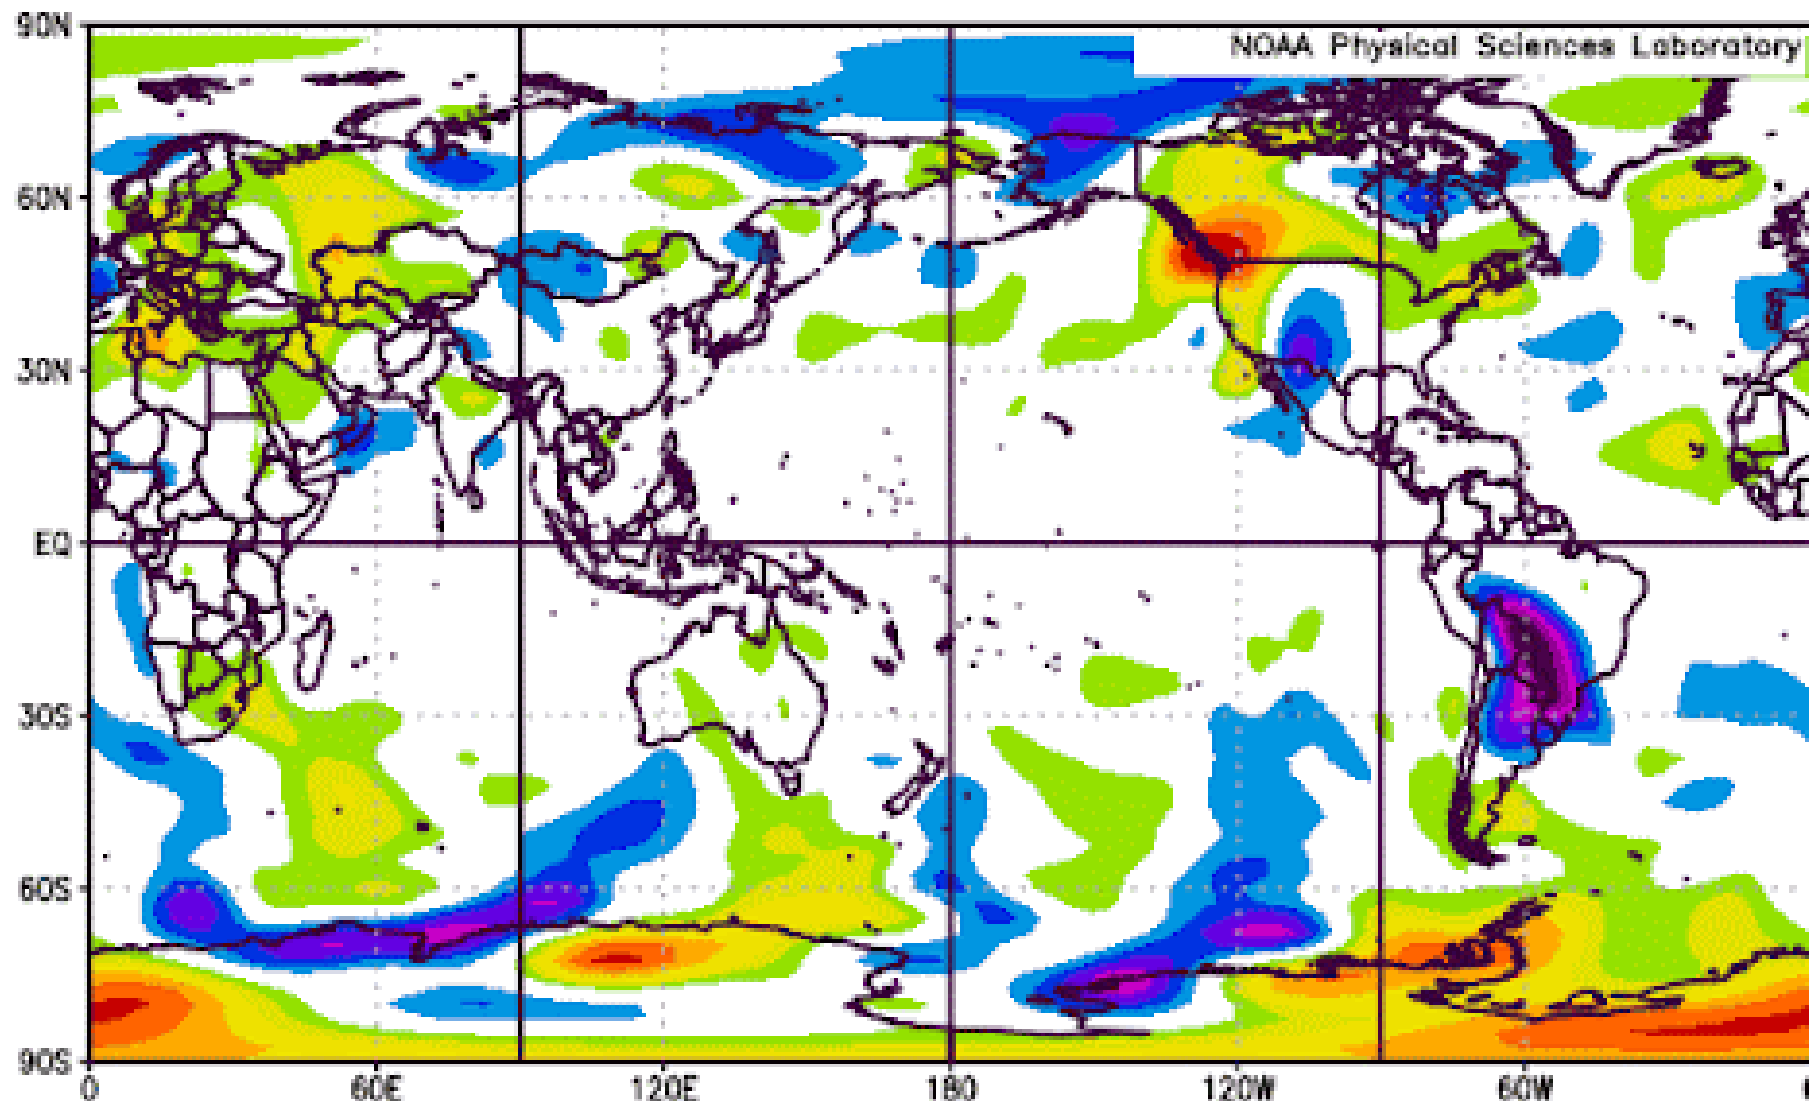 NOAA Physical Sciences Laboratory
90N
60N
30N
EQ
30S
60S
90S
0 60E 120E 180 120W 60W